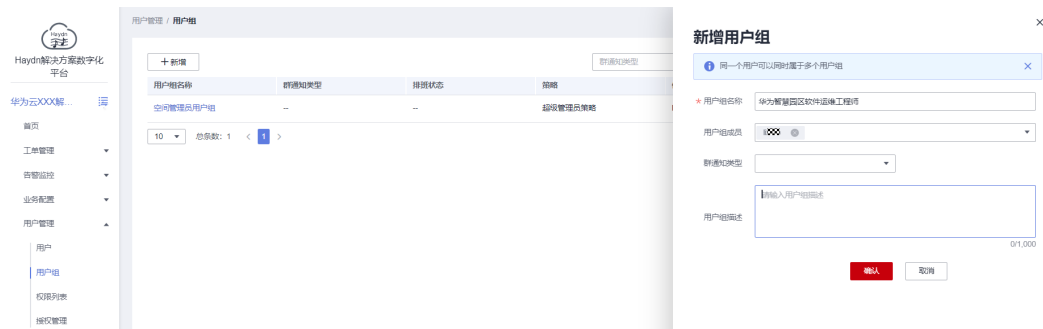 Haydn
Haydn解决方案数字化
平台
华为云XXX解...
首页
工单管理
告警监控
业务配置
用户管理
用户
用户组
权限列表
授权管理
用户管理 / 用户组
+ 新增
群通知类型
用户组名称 群通知类型 排班状态 策略
空间管理员用户组 -- -- 超级管理员策略
10 总条数: 1 < 1 >
新增用户组
同一个用户可以同时属于多个用户组
* 用户组名称 华为智慧园区软件运维工程师
用户组成员
群通知类型
用户组描述 请输入用户组描述
0/1,000
确认 取消